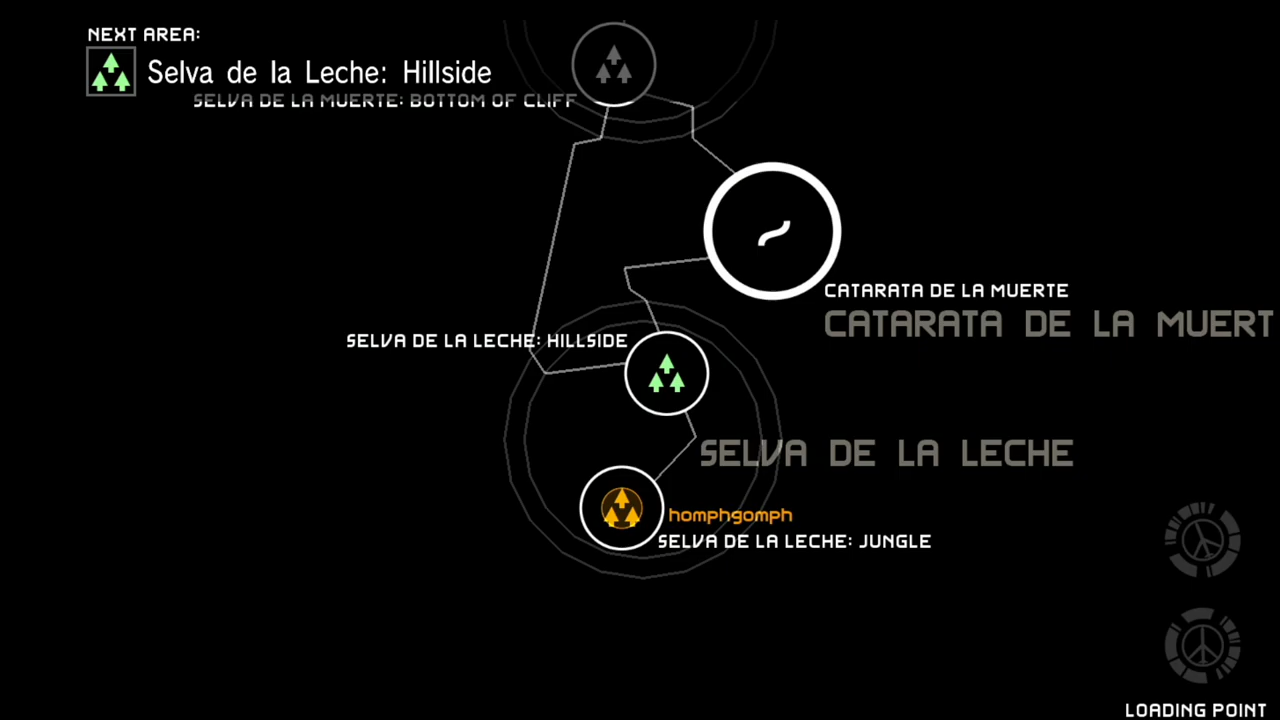 NEXT AREA:
Selva de la Leche: Hillside
SELVA DE LA MUERTE: BOTTOM OF CLIFF
CATARATA DE LA MUERTE
CATARATA DE LA MUERT
SELVA DE LA LECHE: HILLSIDE
SELVA DE LA LECHE
homphgomph
SELVA DE LA LECHE: JUNGLE
LOADING POINT